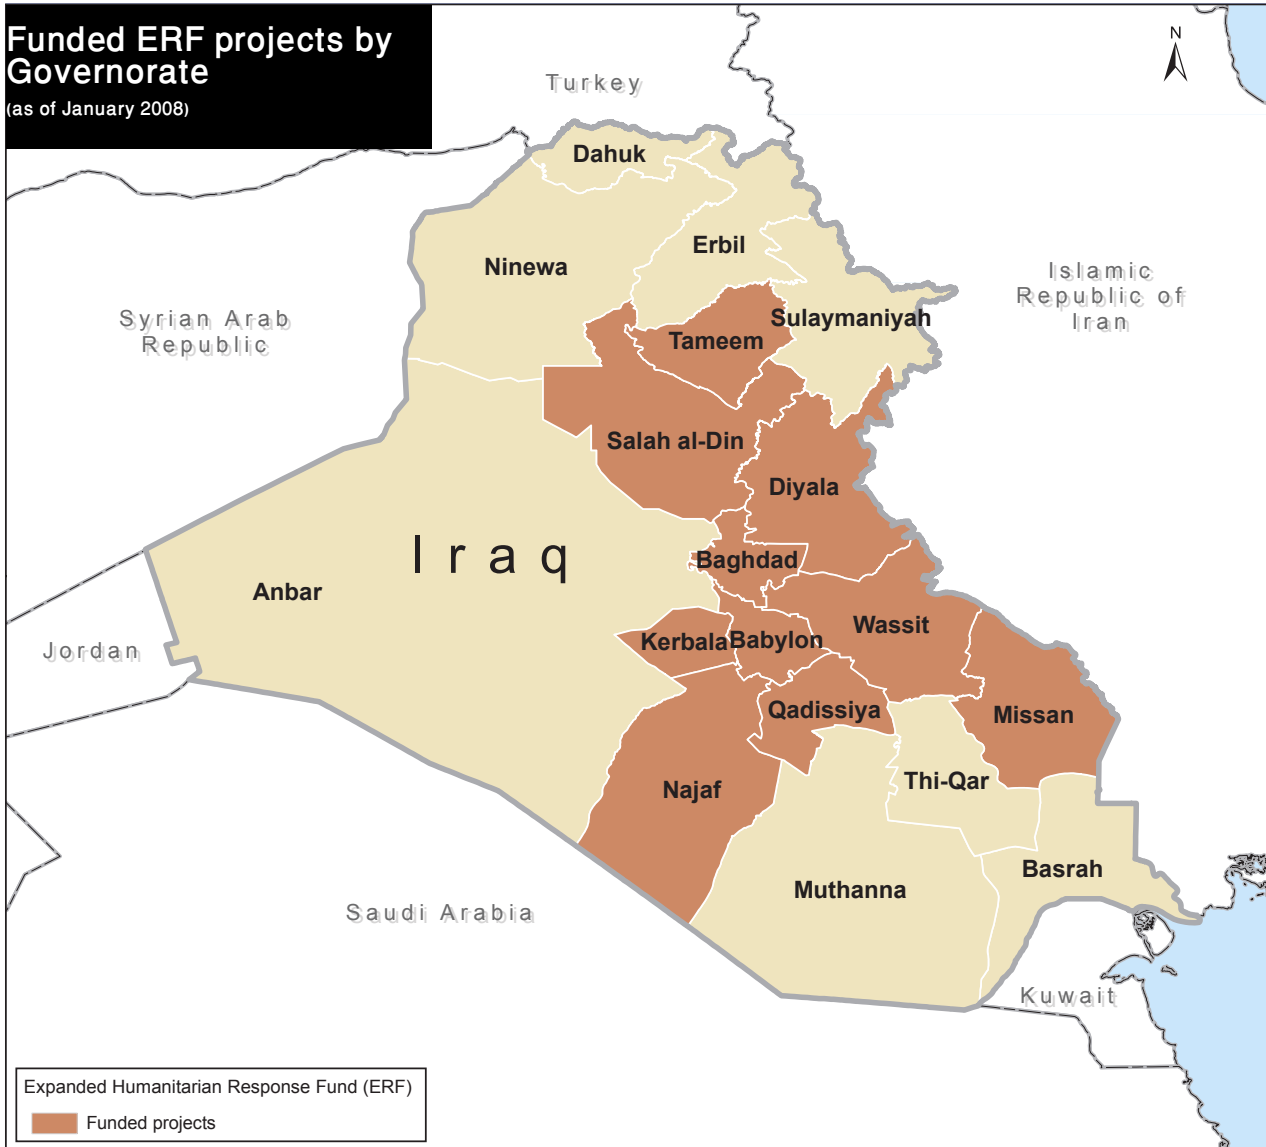 Funded ERF projects by
Governorate
(as of January 2008)
N
Turkey
Dahuk
Erbil
Ninewa
Islamic
Republic of
Iran
Syrian Arab
Republic
Sulaymaniyah
Tameem
Salah al-Din
Diyala
Iraq
Baghdad
Anbar
Wassit
Kerbala
Babylon
Jordan
Qadissiya
Missan
Thi-Qar
Najaf
Basrah
Muthanna
Saudi Arabia
Kuwait
Expanded Humanitarian Response Fund (ERF)
Funded projects